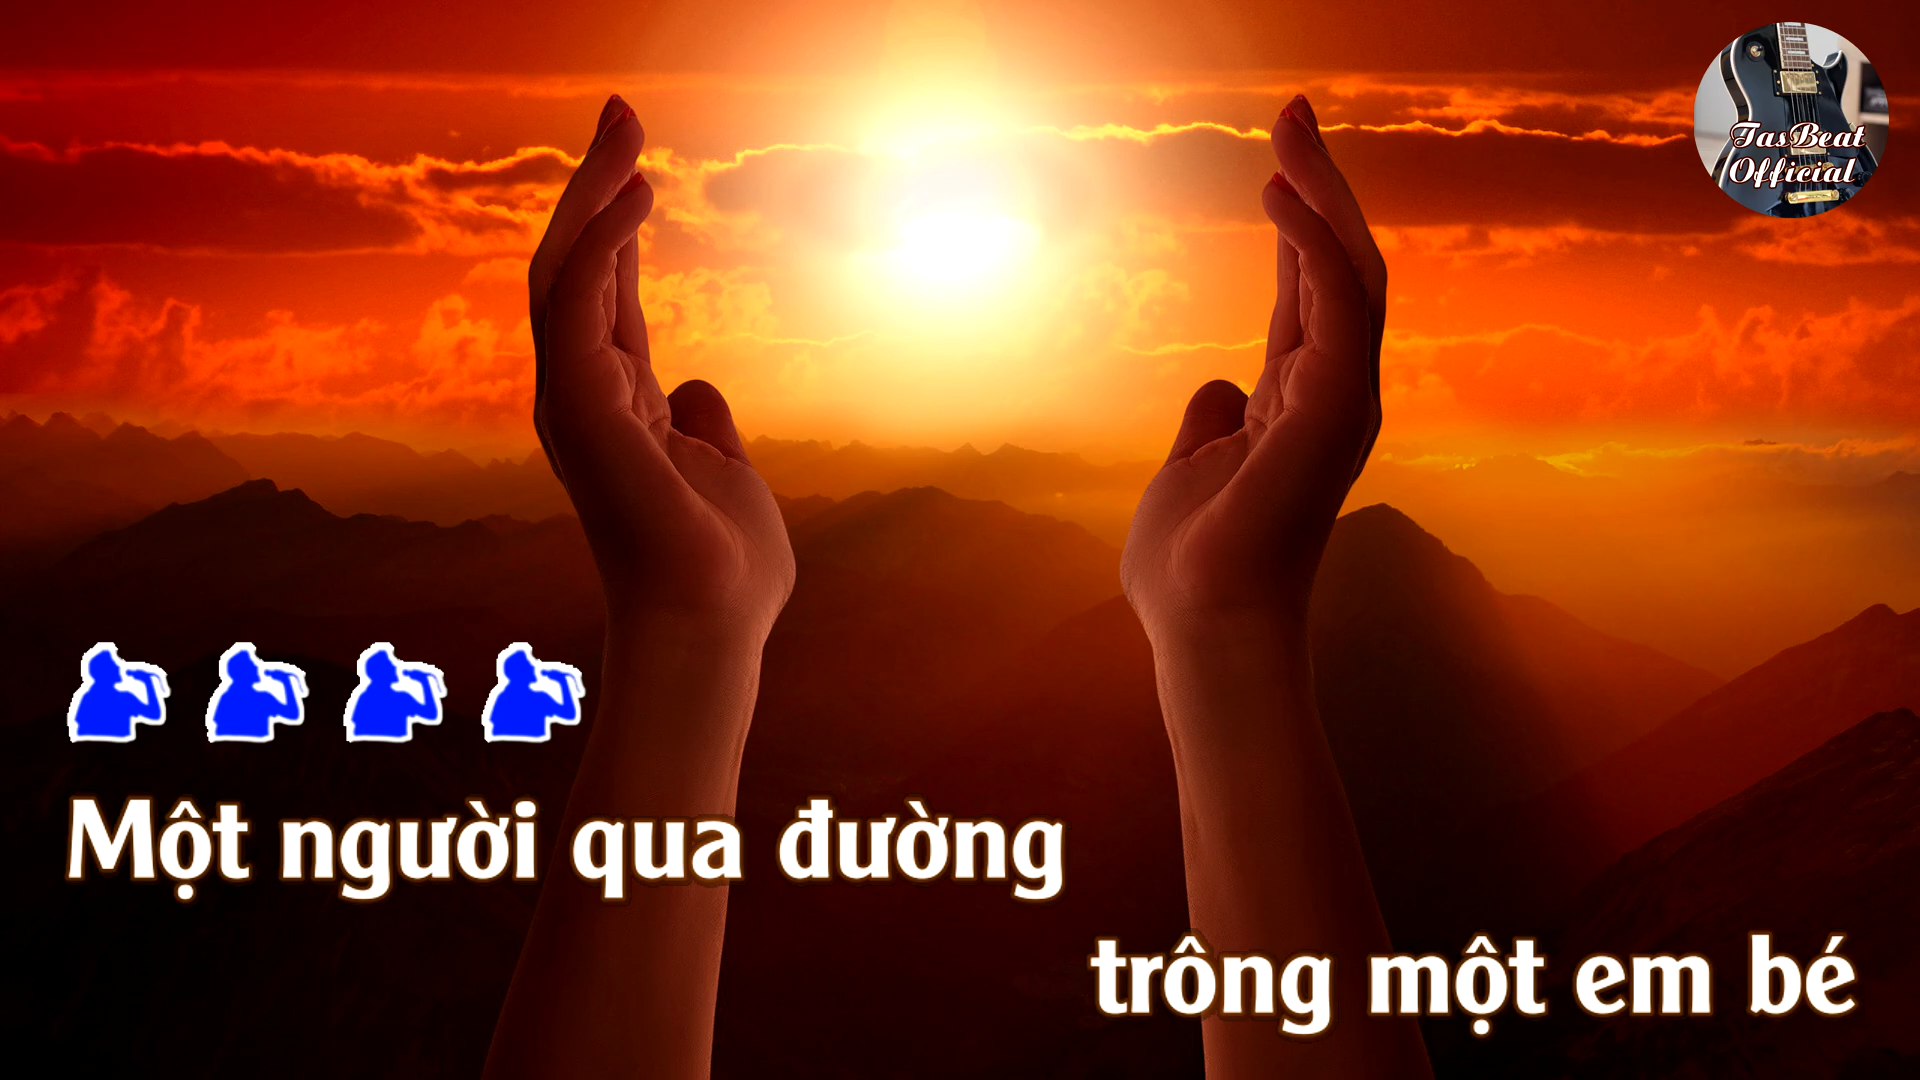 TasBeat
Official
Một người qua đường
trông một em bé